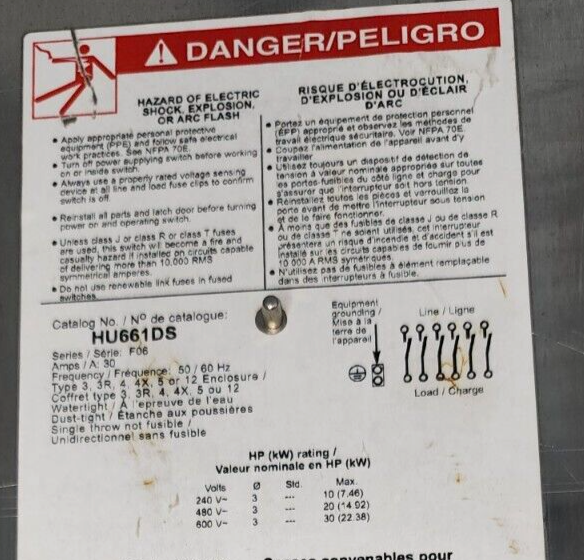 DANGER/PELIGRO
HAZARD OF ELECTRIC
SHOCK, EXPLOSION,
OR ARC FLASH
• Apply appropriate personal protective
equipment (PPE) and follow safe electrical
work practices. See NFPA 70E.
• Turn off power supplying switch before working
on or inside switch.
• Always use a properly rated voltage sensing
device at all line and load fuse clips to confirm
switch is off.
• Reinstall all parts and latch door before turning
power on and operating switch.
• Unless class J or class R or class T fuses
are used, this switch will become a fire and
casualty hazard if installed on circuits capable
of delivering more than 10,000 RMS
symmetrical amperes.
• Do not use renewable link fuses in fused
switches.
RISQUE D'ÉLECTROCUTION,
D'EXPLOSION OU D'ÉCLAIR
D'ARC
• Portez un équipement de protection personnel
(ÉPP) approprié et observez les méthodes de
travail électrique sécuritaire. Voir NFPA 70E.
• Coupez l'alimentation de l'appareil avant d'y
travailler
• Utilisez toujours un dispositif de détection de
tension à valeur nominale appropriée sur toutes
les portes-fusibles du côté ligne et charge pour
s'assurer que l'interrupteur soit hors tension
• Réinstallez toutes les pièces et verrouillez la
porte avant de mettre l'interrupteur sous tension
et de le faire fonctionner.
• À moins que des fusibles de classe J ou de classe R
ou de classe T ne soient utilisés, cet interrupteur
présentera un risque d'incendie et d'accident s'il est
installé sur les circuits capables de fournir plus de
10 000 A RMS symétriques.
• N'utilisez pas de fusibles à élément remplaçable
dans des interrupteurs à fusible.
Catalog No. / Nº de catalogue:
HU661DS
Series / Série: F06
Amps / A: 30
Frequency / Fréquence: 50 / 60 Hz
Type 3, 3R, 4, 4X, 5 or 12 Enclosure /
Coffret type 3, 3R, 4, 4X, 5 ou 12
Watertight / À l'épreuve de l'eau
Dust-tight / Étanche aux poussières
Single throw not fusible /
Unidirectionnel sans fusible
Equipment
grounding /
Mise à la
terre de
l'appareil
Line / Ligne
Load / Charge
HP (kW) rating /
Valeur nominale en HP (kW)
Volts Ø Std. Max.
240 V~ 3 --- 10 (7.46)
480 V~ 3 --- 20 (14.92)
600 V~ 3 --- 30 (22.38)
convenables pour